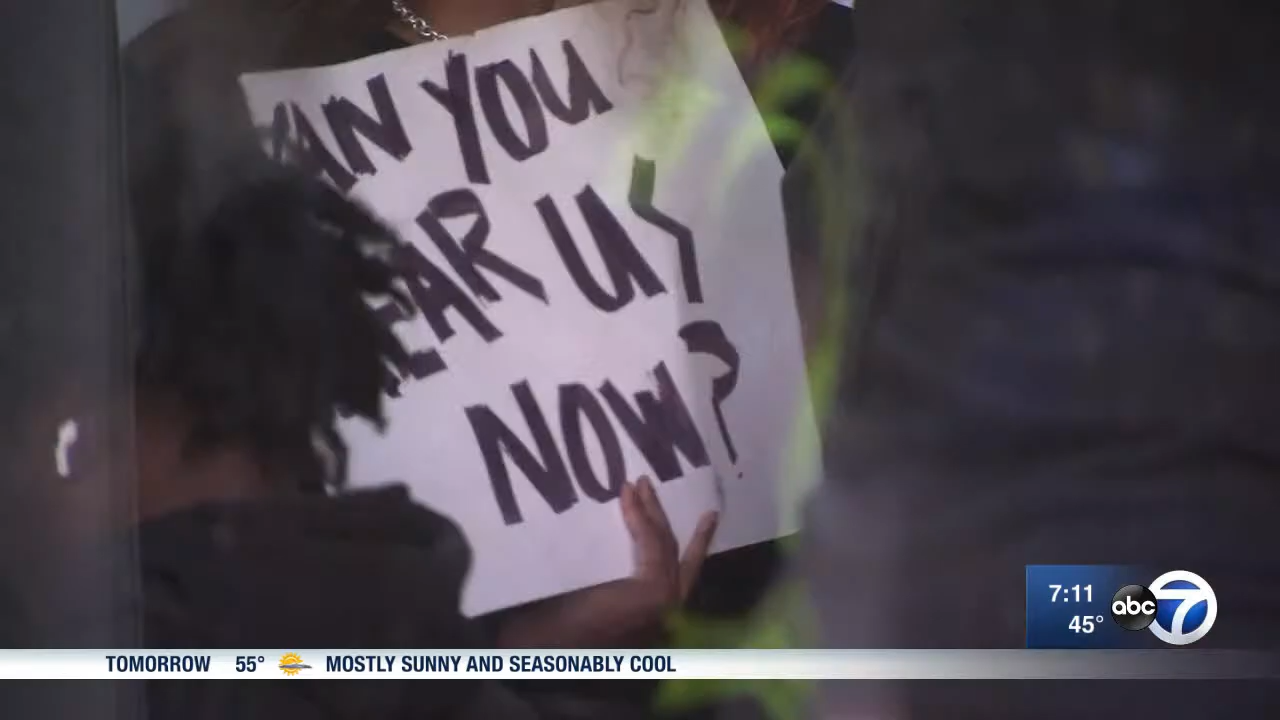 AN YOU
EAR US
NOW?
7:11
45°
abc 7
TOMORROW 55° MOSTLY SUNNY AND SEASONABLY COOL